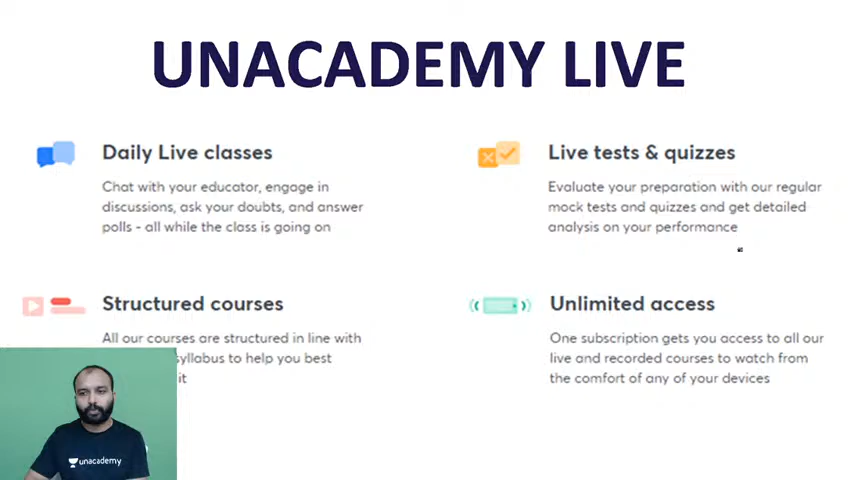 UNACADEMY LIVE
Daily Live classes
Chat with your educator, engage in
discussions, ask your doubts, and answer
polls - all while the class is going on
Live tests & quizzes
Evaluate your preparation with our regular
mock tests and quizzes and get detailed
analysis on your performance
Structured courses
All our courses are structured in line with
syllabus to help you best
it
Unlimited access
One subscription gets you access to all our
live and recorded courses to watch from
the comfort of any of your devices
unacademy